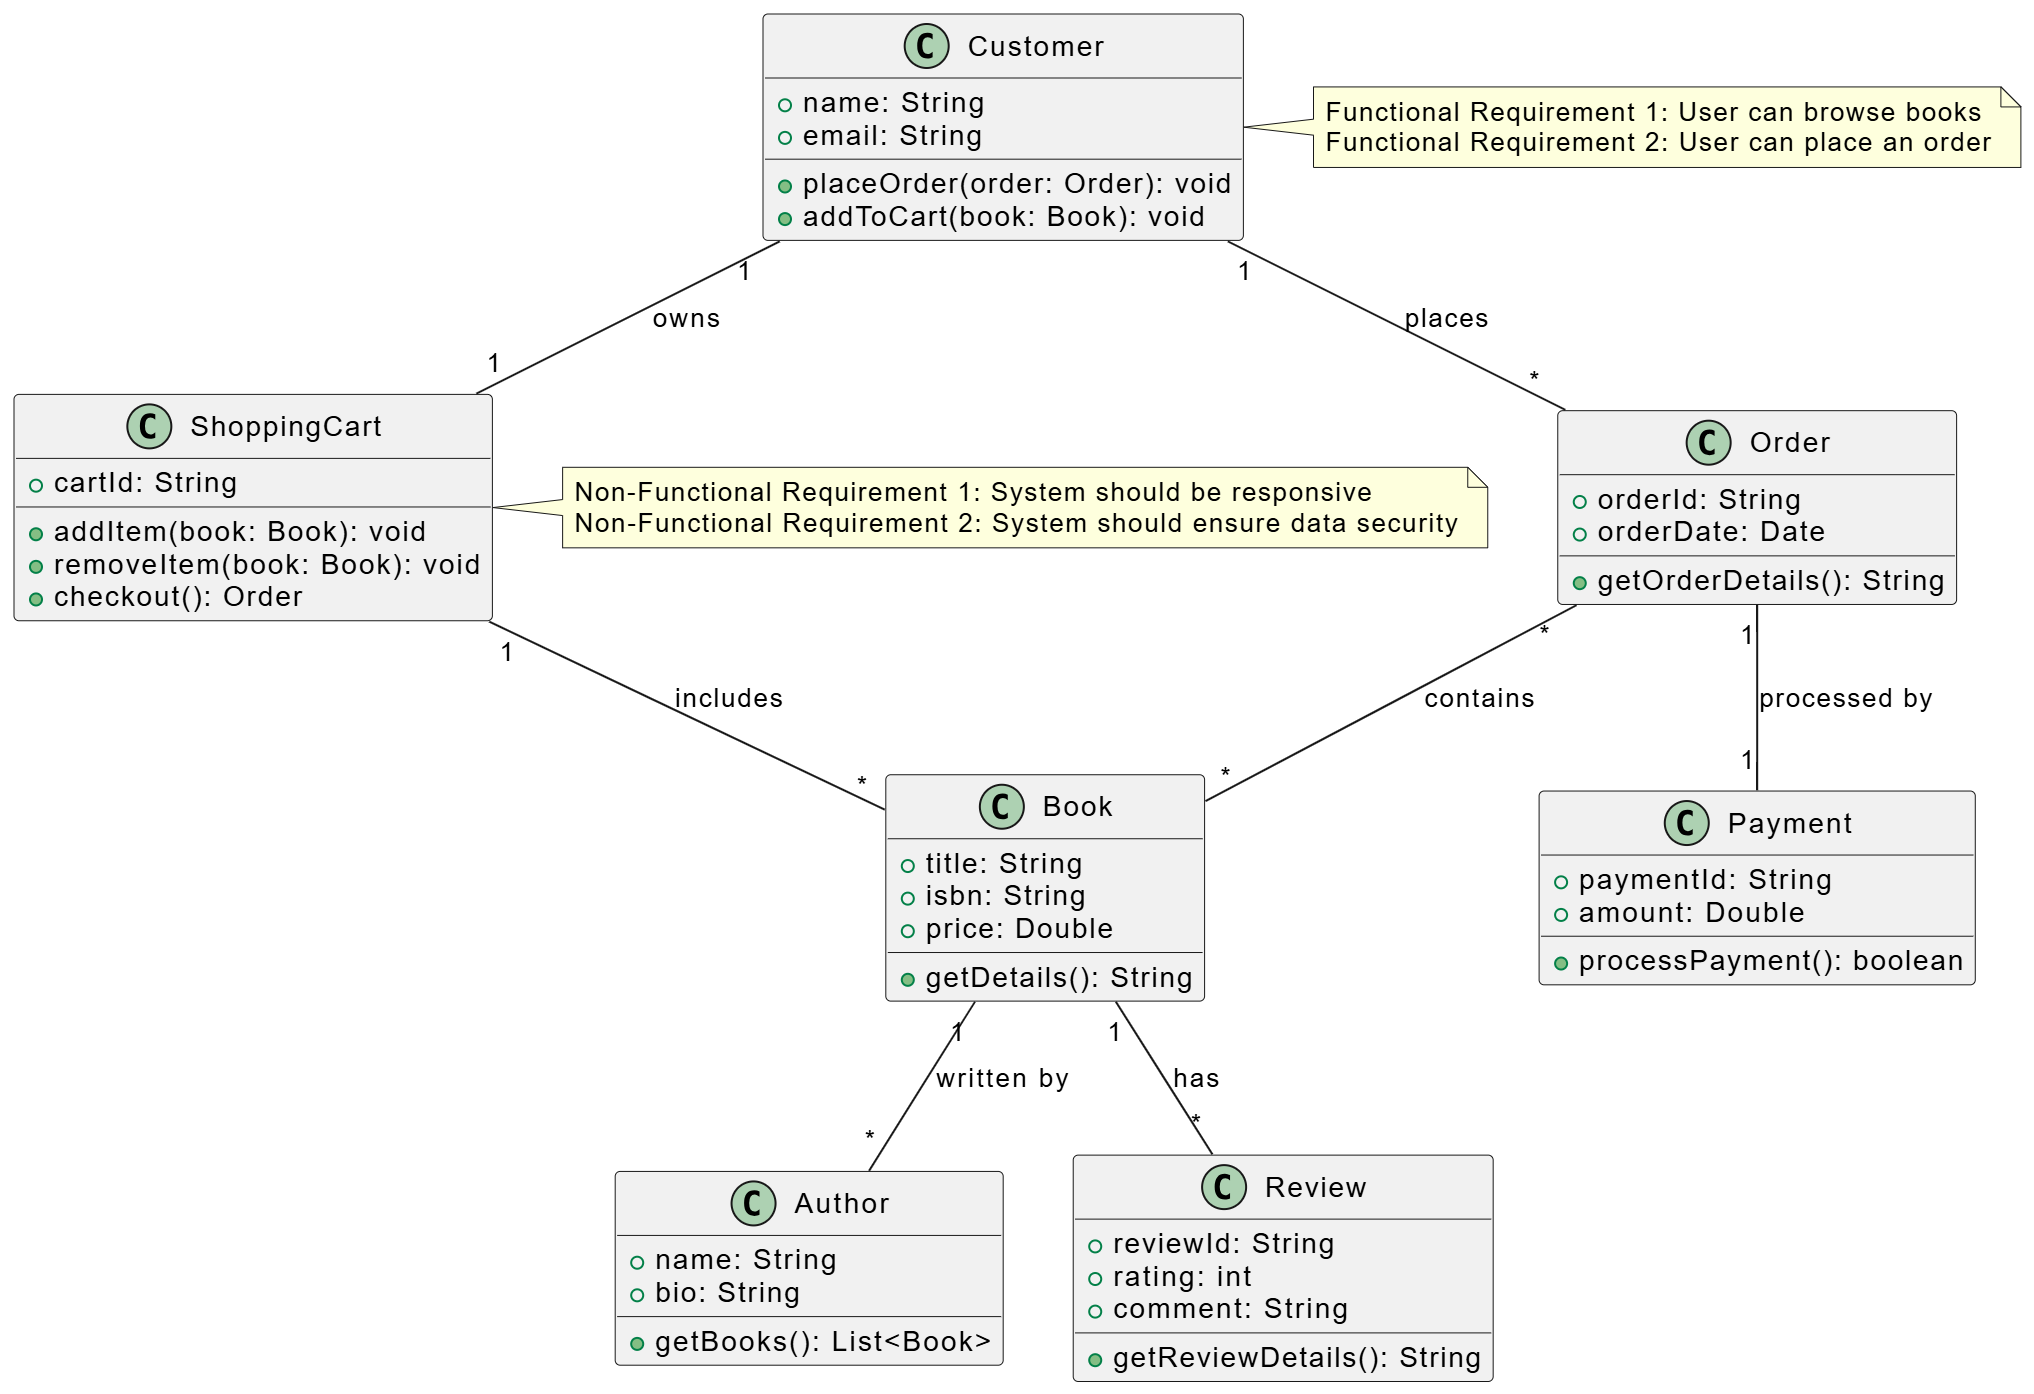 C Customer
name: String
email: String
placeOrder(order: Order): void
addToCart(book: Book): void
Functional Requirement 1: User can browse books
Functional Requirement 2: User can place an order
1
1
owns
places
1
*
C ShoppingCart
cartId: String
addItem(book: Book): void
removeItem(book: Book): void
checkout(): Order
Non-Functional Requirement 1: System should be responsive
Non-Functional Requirement 2: System should ensure data security
C Order
orderId: String
orderDate: Date
getOrderDetails(): String
1
*
1
includes
contains
processed by
*
*
1
C Book
title: String
isbn: String
price: Double
getDetails(): String
C Payment
paymentId: String
amount: Double
processPayment(): boolean
1
1
written by
has
*
*
C Author
name: String
bio: String
getBooks(): List<Book>
C Review
reviewId: String
rating: int
comment: String
getReviewDetails(): String